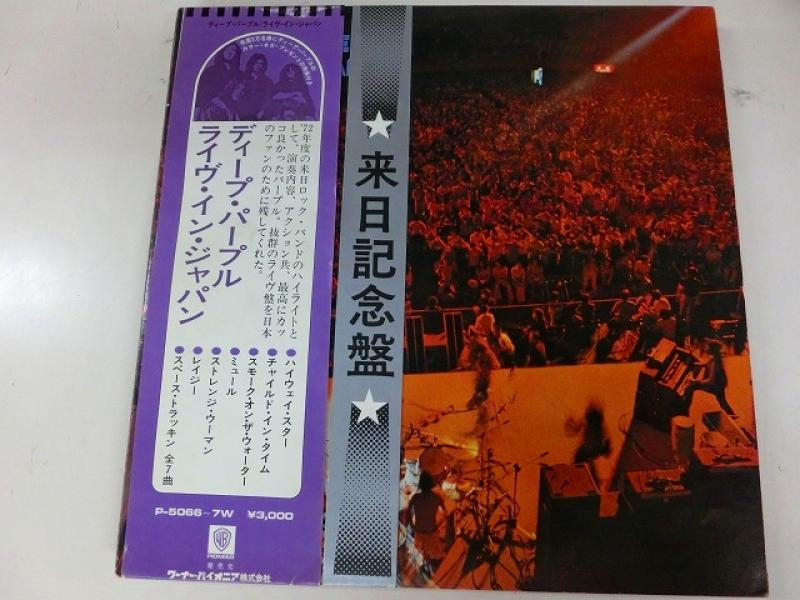 ディープ・パープル/ライヴ・イン・ジャパン
'72年度の来日ロック・バンドのハイライトと
して、演奏内容、アクション共、最高にカッ
コ良かったパープル。抜群のライヴ盤を日本
のファンのために残してくれた。
ディープ・パープル
ライヴ・イン・ジャパン
●ハイウェイ・スター
●チャイルド・イン・タイム
●スモーク・オン・ザ・ウォーター
●ミュール
●ストレンジ・ウーマン
●レイジー
●スペース・トラッキン 全7曲
P-5066~7W ¥3,000
WB
PIONEER
発売元
ワーナー・パイオニア株式会社
★来日記念盤★